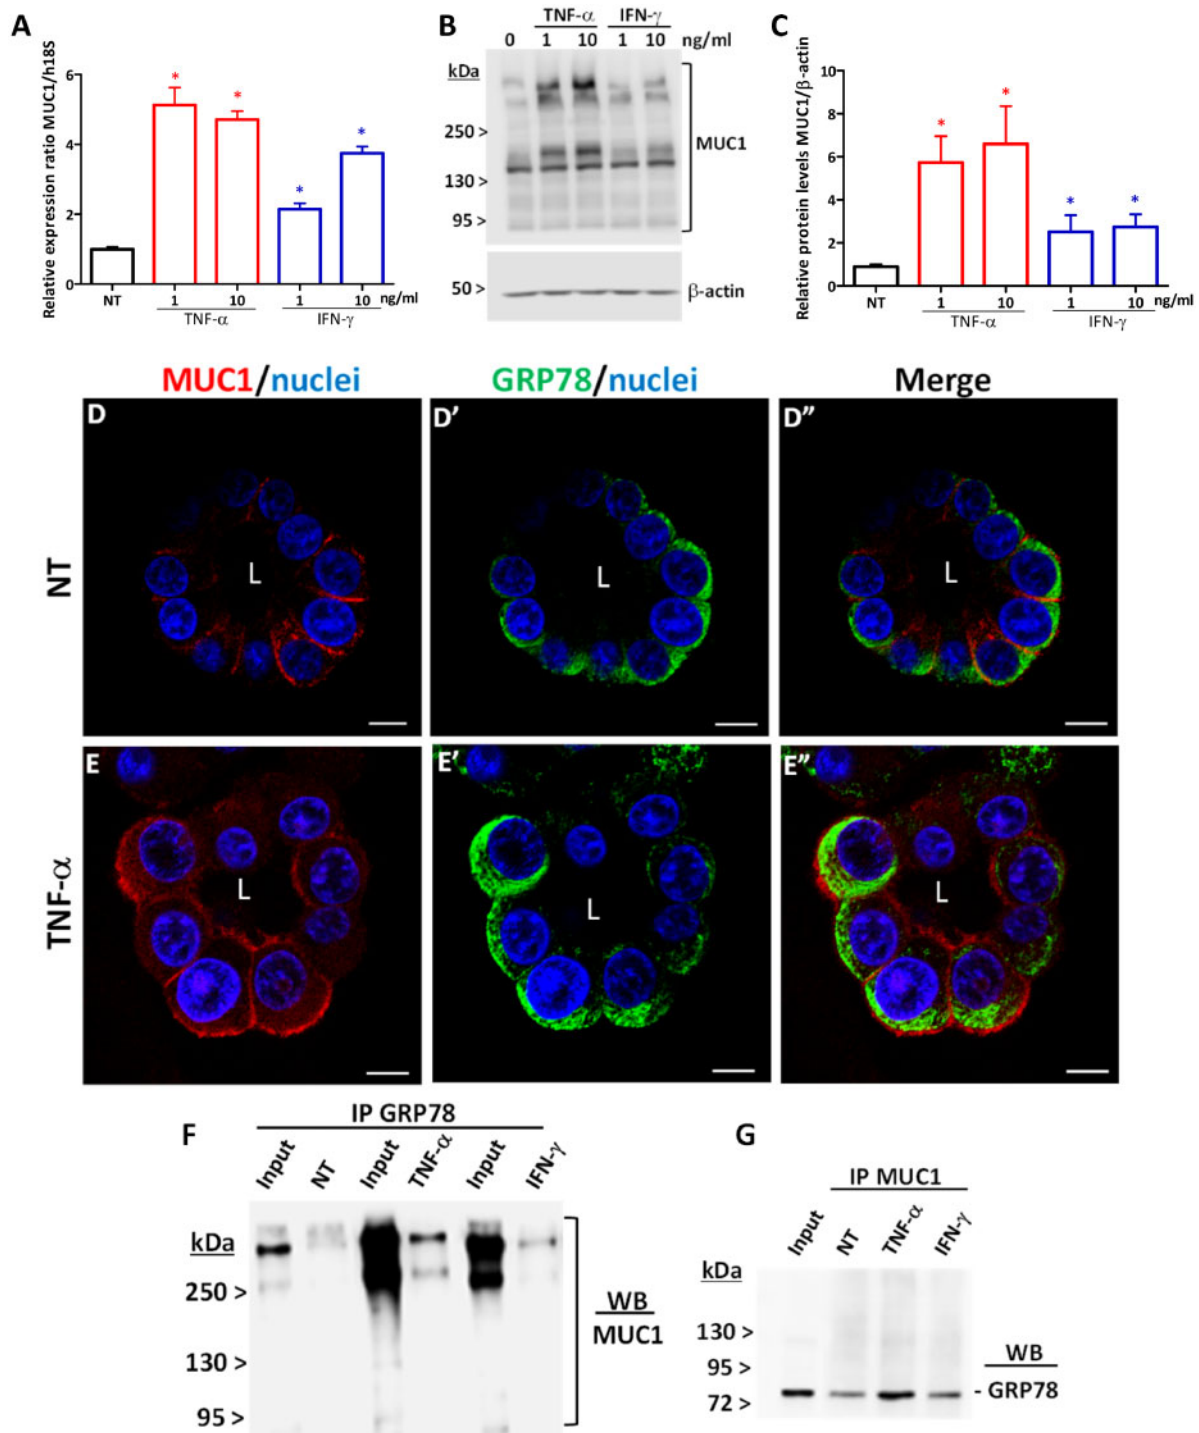 A
Relative expression ratio MUC1/h18S
6
4
2
0
*
*
*
*
NT
1
10
1
10
ng/ml
TNF-α
IFN-γ
B
TNF-α
IFN-γ
0
1
10
1
10
ng/ml
kDa
250 >
130 >
95 >
MUC1
50 >
β-actin
C
Relative protein levels MUC1/β-actin
10
8
6
4
2
0
*
*
*
*
NT
1
10
1
10
ng/ml
TNF-α
IFN-γ
MUC1/nuclei
GRP78/nuclei
Merge
NT
D
L
D'
L
D"
L
TNF-α
E
L
E'
L
E"
L
F
IP GRP78
Input
NT
Input
TNF-α
Input
IFN-γ
kDa
250 >
130 >
95 >
WB
MUC1
G
IP MUC1
Input
NT
TNF-α
IFN-γ
kDa
130 >
95 >
72 >
WB
- GRP78